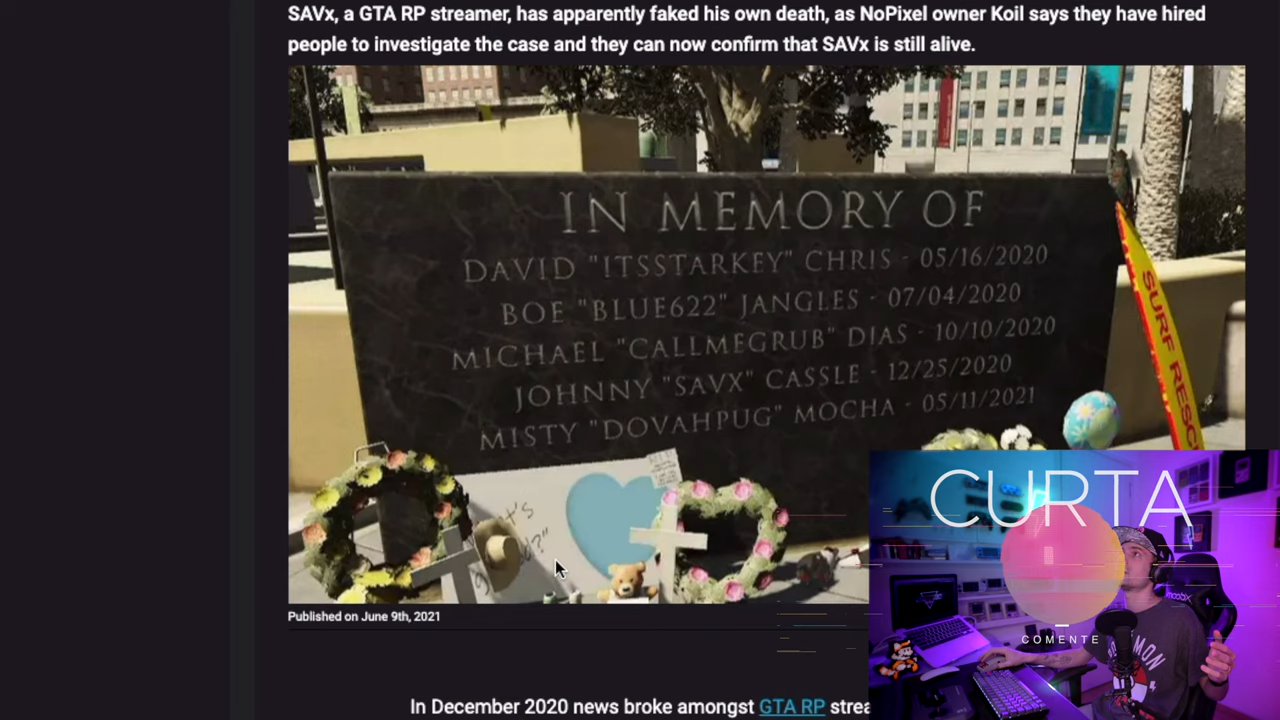 SAVx, a GTA RP streamer, has apparently faked his own death, as NoPixel owner Koil says they have hired
people to investigate the case and they can now confirm that SAVx is still alive.
IN MEMORY OF
DAVID "ITSSTARKEY" CHRIS - 05/16/2020
BOE "BLUE622" JANGLES - 07/04/2020
MICHAEL "CALLMEGRUB" DIAS - 10/10/2020
JOHNNY "SAVX" CASSLE - 12/25/2020
MISTY "DOVAHPUG" MOCHA - 05/11/2021
SURF RESC
Published on June 9th, 2021
In December 2020 news broke amongst GTA RP strea
CURTA
COMENTE